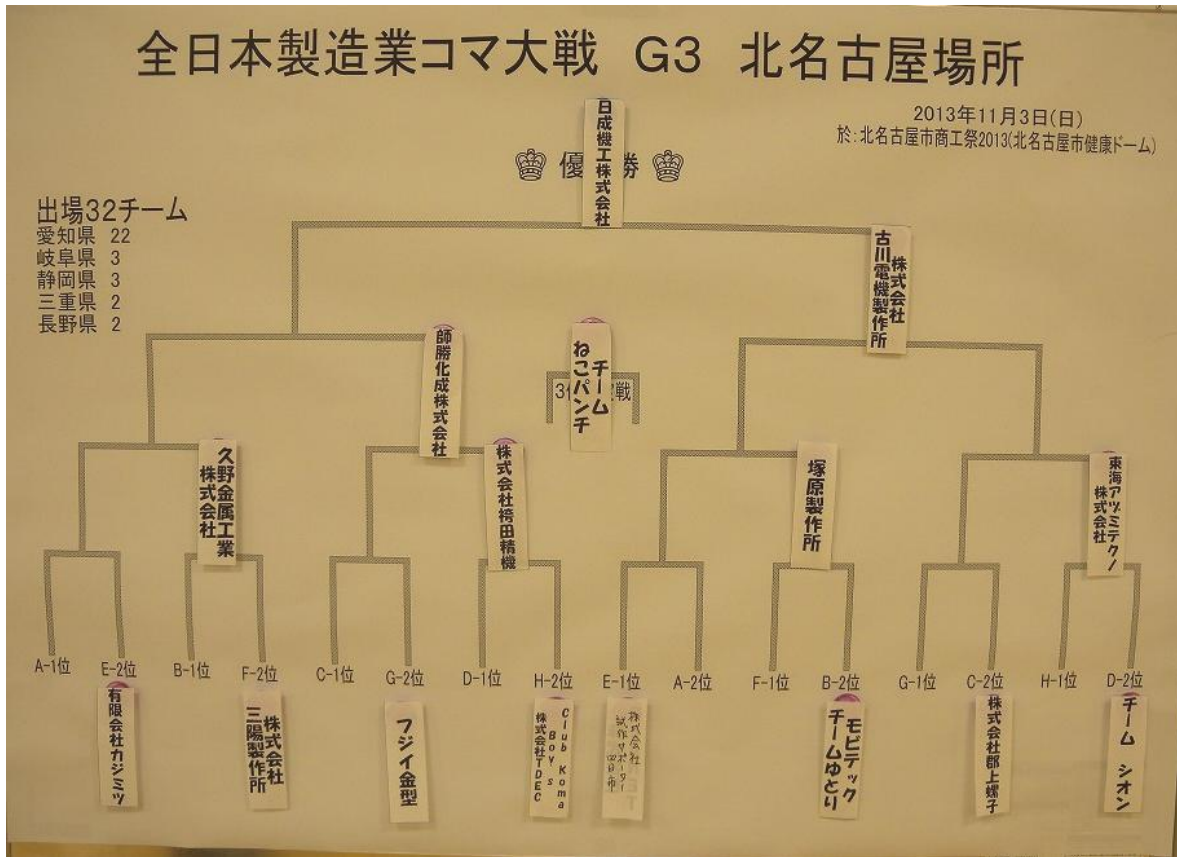 全日本製造業コマ大戦 G3 北名古屋場所
2013年11月3日(日)
於:北名古屋市商工祭2013(北名古屋市健康ドーム)
日成機工株式会社
優勝
出場32チーム
愛知県 22
岐阜県 3
静岡県 3
三重県 2
長野県 2
株式会社
古川電機製作所
師勝化成株式会社
チーム
ねこパンチ
3位 戦
久野金属工業
株式会社
株式会社袴田精機
塚原製作所
東海アヅミテクノ
株式会社
A-1位
E-2位
B-1位
F-2位
C-1位
G-2位
D-1位
H-2位
E-1位
A-2位
F-1位
B-2位
G-1位
C-2位
H-1位
D-2位
有限会社カジミツ
株式会社
三陽製作所
フジイ金型
Club Koma
Boy's
株式会社TDEC
株式会社
試作サポーター
四日市
モビテック
チームゆとり
株式会社郡上螺子
チーム シオン